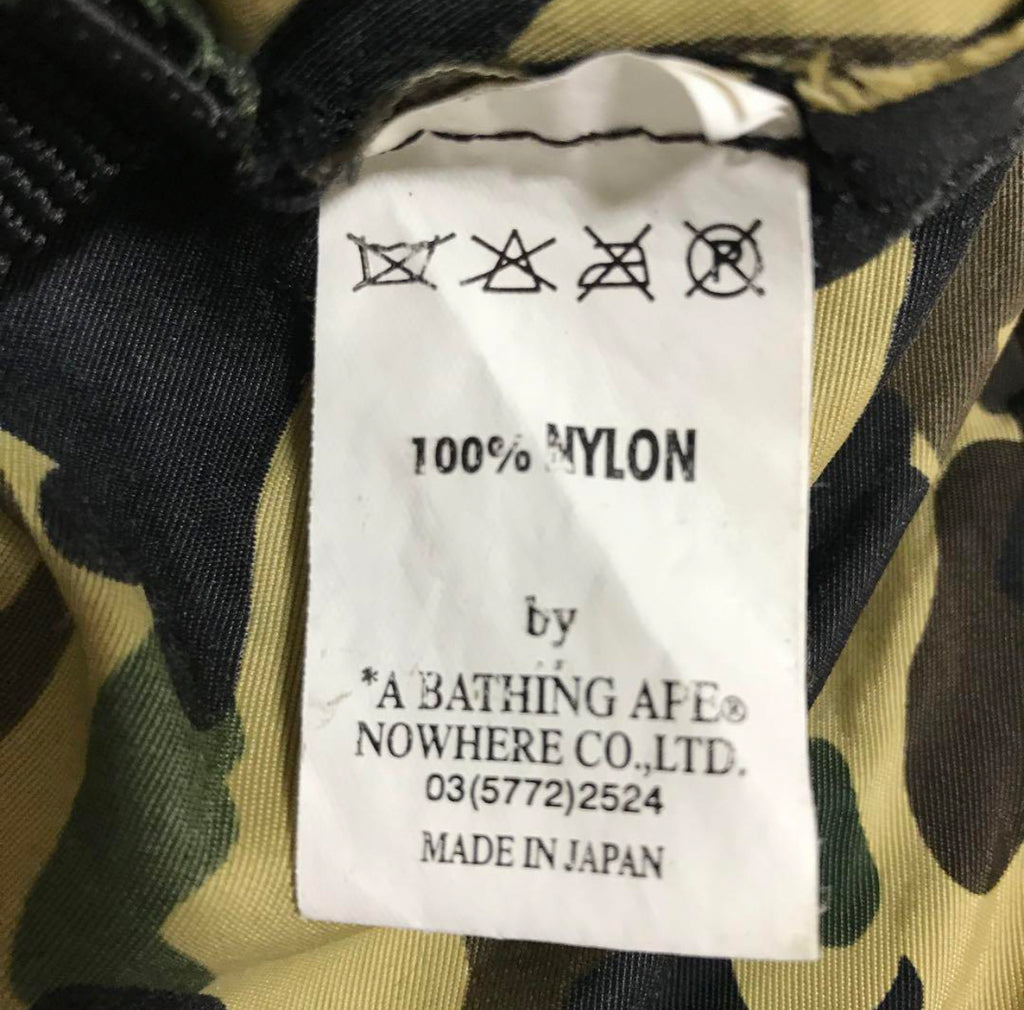 P
100% NYLON
by
*A BATHING APE®
NOWHERE CO.,LTD.
03(5772)2524
MADE IN JAPAN